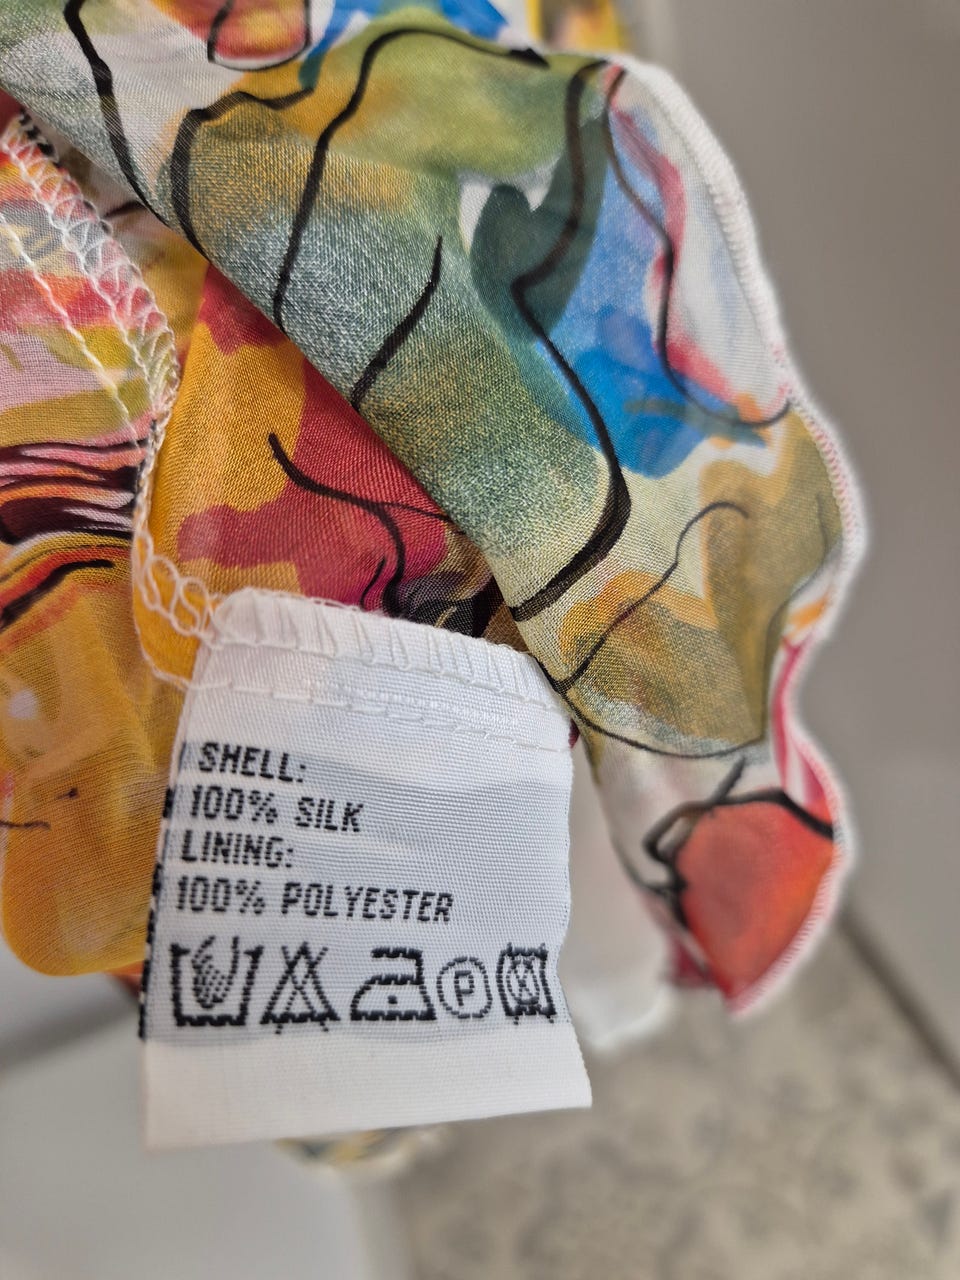 SHELL:
100% SILK
LINING:
100% POLYESTER
P